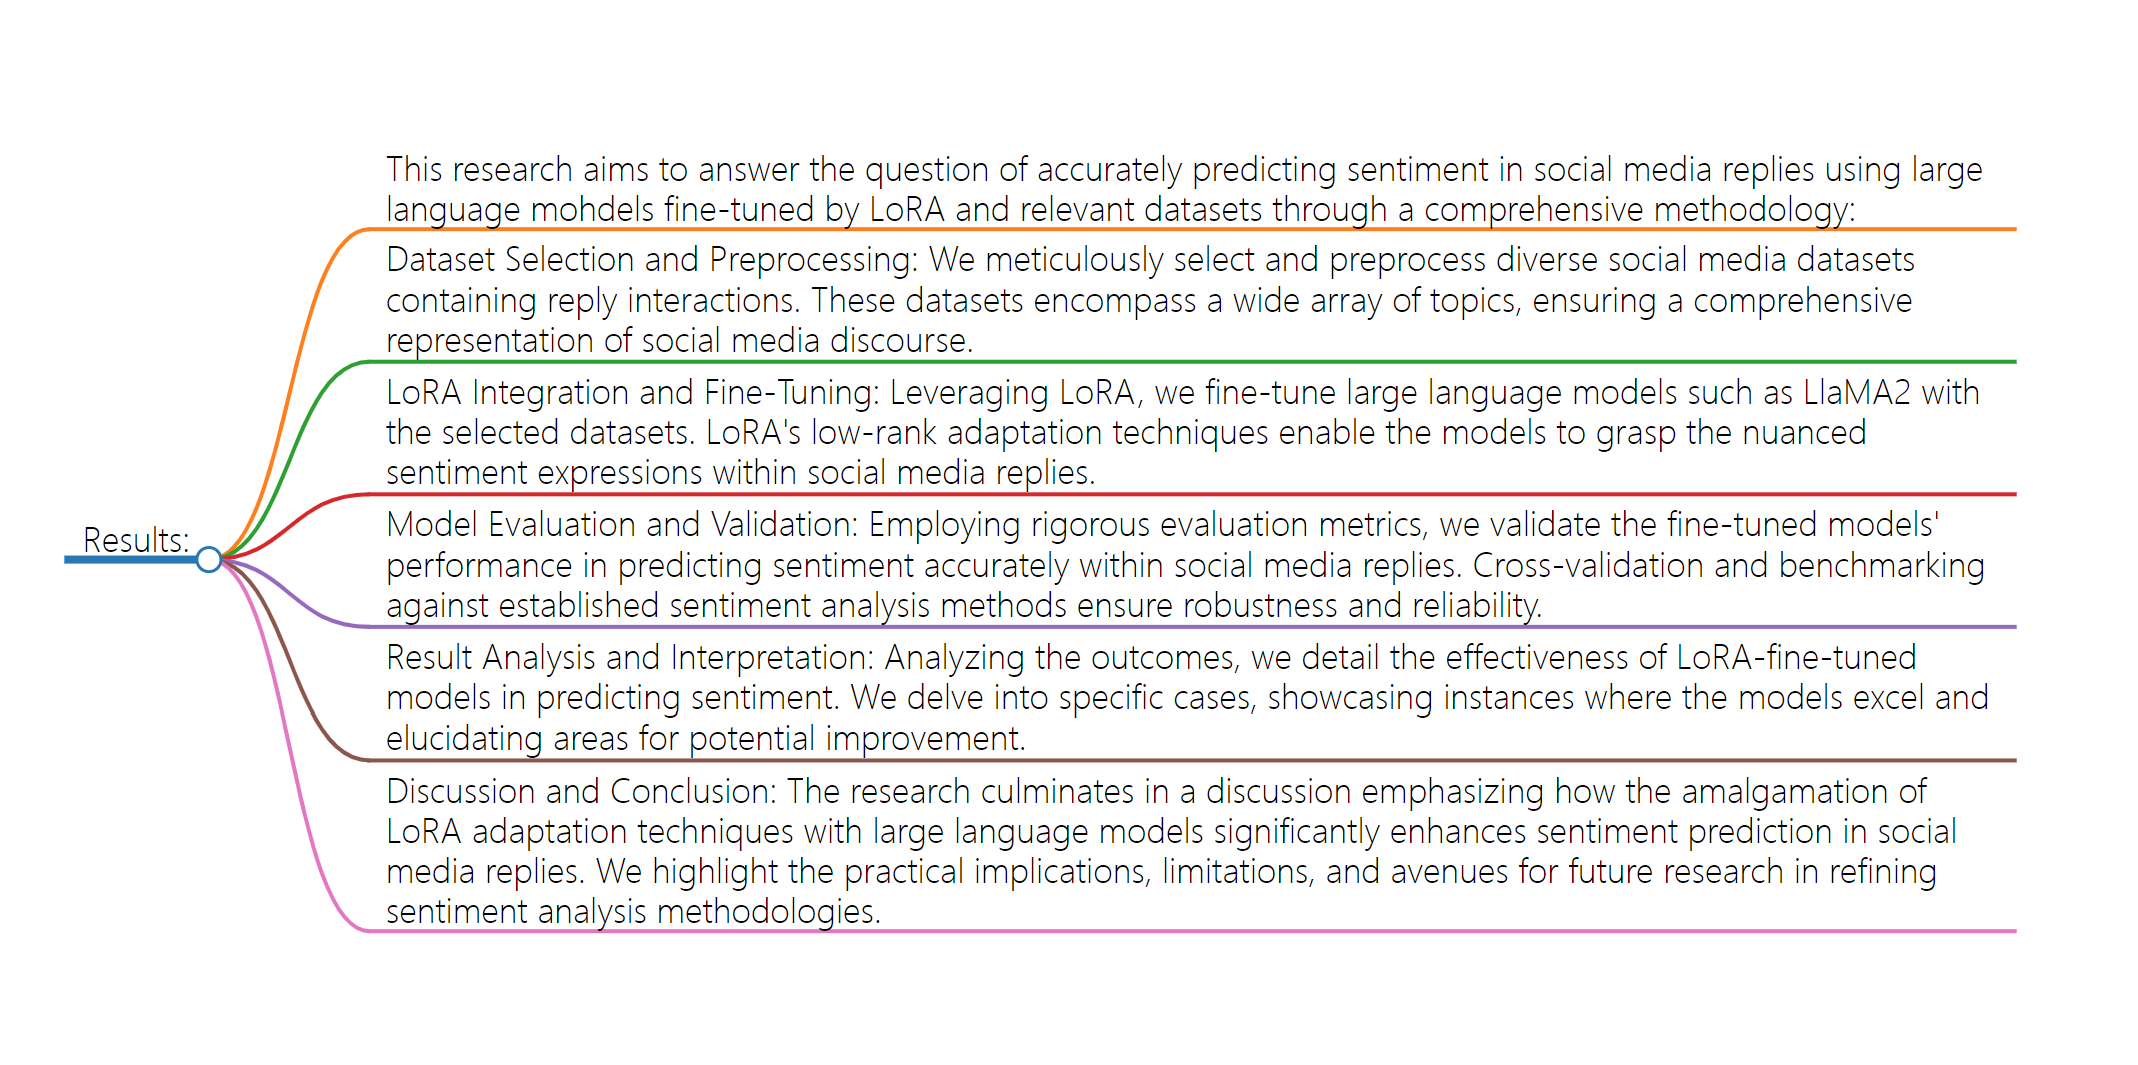 Results:
This research aims to answer the question of accurately predicting sentiment in social media replies using large
language mohdels fine-tuned by LoRA and relevant datasets through a comprehensive methodology:
Dataset Selection and Preprocessing: We meticulously select and preprocess diverse social media datasets
containing reply interactions. These datasets encompass a wide array of topics, ensuring a comprehensive
representation of social media discourse.
LoRA Integration and Fine-Tuning: Leveraging LoRA, we fine-tune large language models such as LlaMA2 with
the selected datasets. LoRA's low-rank adaptation techniques enable the models to grasp the nuanced
sentiment expressions within social media replies.
Model Evaluation and Validation: Employing rigorous evaluation metrics, we validate the fine-tuned models'
performance in predicting sentiment accurately within social media replies. Cross-validation and benchmarking
against established sentiment analysis methods ensure robustness and reliability.
Result Analysis and Interpretation: Analyzing the outcomes, we detail the effectiveness of LoRA-fine-tuned
models in predicting sentiment. We delve into specific cases, showcasing instances where the models excel and
elucidating areas for potential improvement.
Discussion and Conclusion: The research culminates in a discussion emphasizing how the amalgamation of
LoRA adaptation techniques with large language models significantly enhances sentiment prediction in social
media replies. We highlight the practical implications, limitations, and avenues for future research in refining
sentiment analysis methodologies.